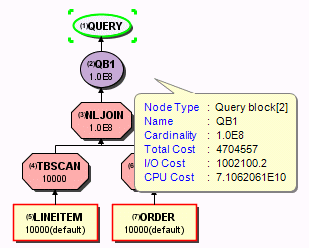 (1)QUERY
(2)QB1
1.0E8
(3)NLJOIN
1.0E8
(4)TBSCAN
10000
(6)
(5)LINEITEM
10000(default)
(7)ORDER
10000(default)
Node Type : Query block[2]
Name : QB1
Cardinality : 1.0E8
Total Cost : 4704557
I/O Cost : 1002100.2
CPU Cost : 7.1062061E10